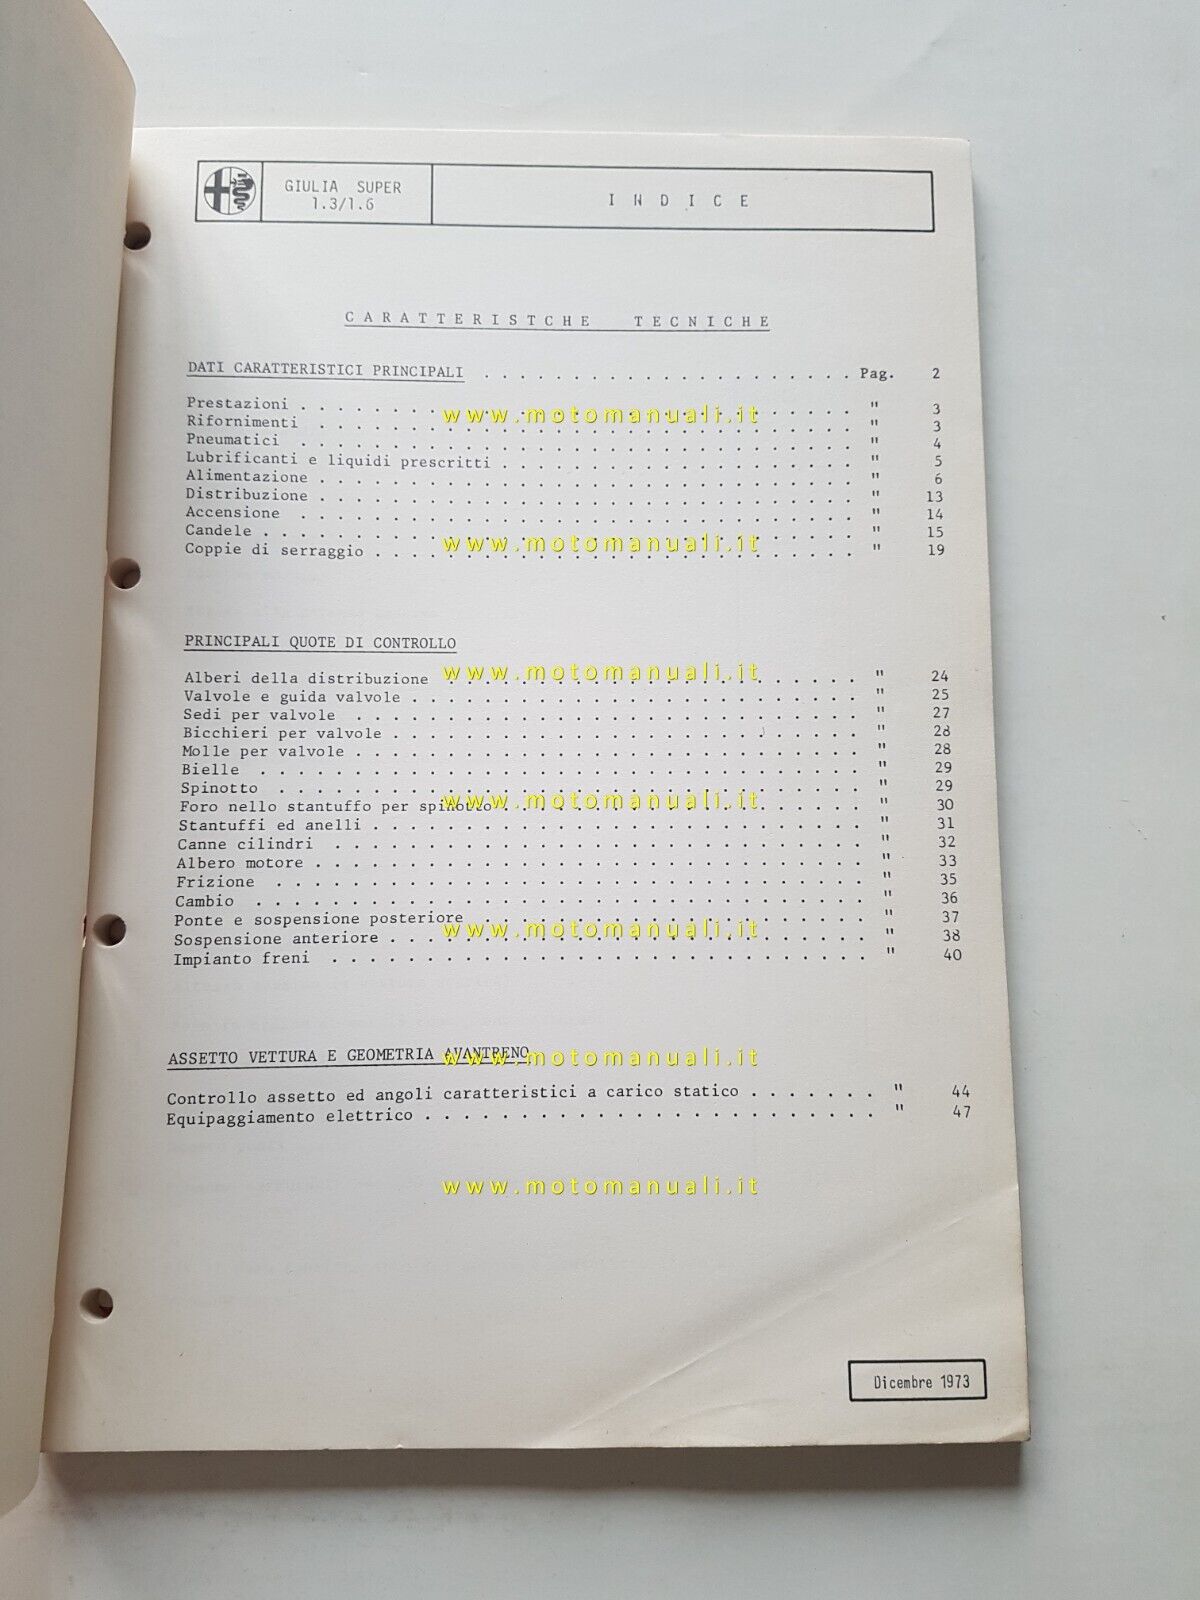 GIULIA SUPER
1.3/1.6
I N D I C E
C A R A T T E R I S T C H E   T E C N I C H E
DATI CARATTERISTICI PRINCIPALI . . . . . . . . . . . . . . . . . . . . . Pag. 2
Prestazioni . . . . . . . . . . . . . . . . . . . . . . . . . . . . . . " 3
www.motomanuali.it
Rifornimenti . . . . . . . . . . . . . . . . . . . . . . . . . . . . . " 3
Pneumatici . . . . . . . . . . . . . . . . . . . . . . . . . . . . . . " 4
Lubrificanti e liquidi prescritti . . . . . . . . . . . . . . . . . . . " 5
Alimentazione . . . . . . . . . . . . . . . . . . . . . . . . . . . . . " 6
Distribuzione . . . . . . . . . . . . . . . . . . . . . . . . . . . . . " 13
Accensione . . . . . . . . . . . . . . . . . . . . . . . . . . . . . . " 14
Candele . . . . . . . . . . . . . . . . . . . . . . . . . . . . . . . . " 15
www.motomanuali.it
Coppie di serraggio . . . . . . . . . . . . . . . . . . . . . . . . . . " 19
PRINCIPALI QUOTE DI CONTROLLO
www.motomanuali.it
Alberi della distribuzione . . . . . . . . . . . . . . . . . . . . . . . " 24
Valvole e guida valvole . . . . . . . . . . . . . . . . . . . . . . . . " 25
Sedi per valvole . . . . . . . . . . . . . . . . . . . . . . . . . . . " 27
Bicchieri per valvole . . . . . . . . . . . . . . . . . . . . . . . . . " 28
Molle per valvole . . . . . . . . . . . . . . . . . . . . . . . . . . . " 28
Bielle . . . . . . . . . . . . . . . . . . . . . . . . . . . . . . . . " 29
Spinotto . . . . . . . . . . . . . . . . . . . . . . . . . . . . . . . " 29
www.motomanuali.it
Foro nello stantuffo per spinotto . . . . . . . . . . . . . . . . . . . " 30
Stantuffi ed anelli . . . . . . . . . . . . . . . . . . . . . . . . . . " 31
Canne cilindri . . . . . . . . . . . . . . . . . . . . . . . . . . . . " 32
Albero motore . . . . . . . . . . . . . . . . . . . . . . . . . . . . . " 33
Frizione . . . . . . . . . . . . . . . . . . . . . . . . . . . . . . . " 35
Cambio . . . . . . . . . . . . . . . . . . . . . . . . . . . . . . . . " 36
Ponte e sospensione posteriore . . . . . . . . . . . . . . . . . . . . . " 37
www.motomanuali.it
Sospensione anteriore . . . . . . . . . . . . . . . . . . . . . . . . . " 38
Impianto freni . . . . . . . . . . . . . . . . . . . . . . . . . . . . " 40
ASSETTO VETTURA E GEOMETRIA AVANTRENO
www.motomanuali.it
Controllo assetto ed angoli caratteristici a carico statico . . . . . . . " 44
Equipaggiamento elettrico . . . . . . . . . . . . . . . . . . . . . . . . " 47
www.motomanuali.it
Dicembre 1973